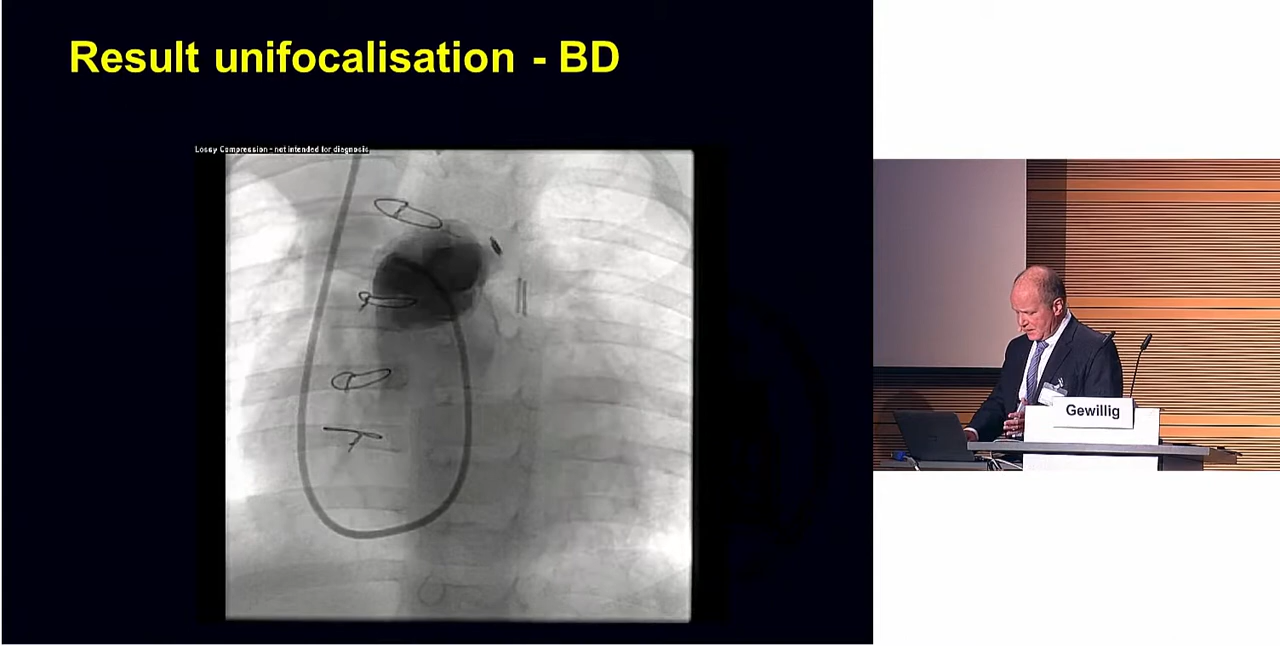 Result unifocalisation - BD
Lossy Compression - not intended for diagnosis
Gewillig